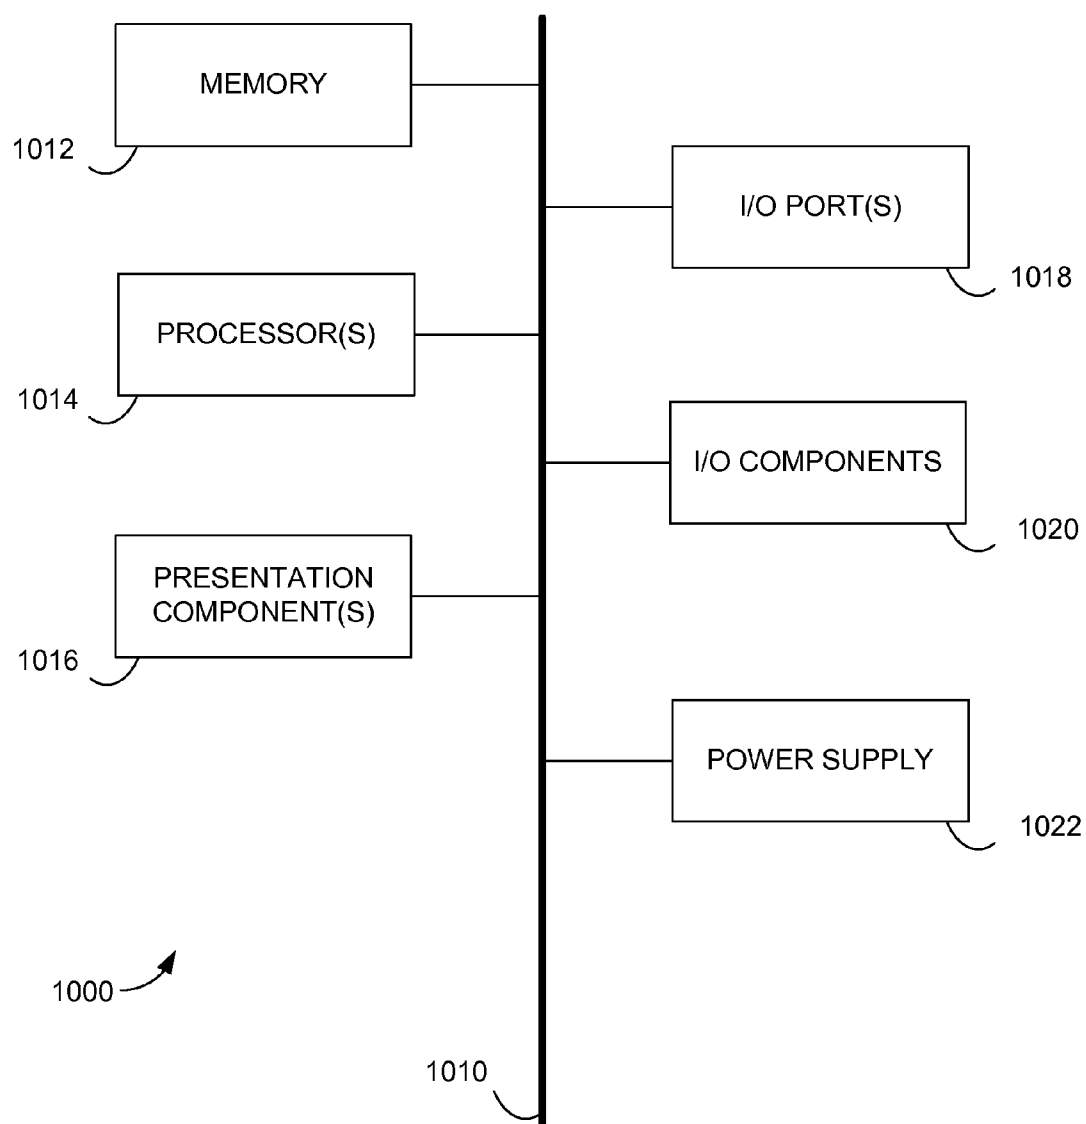 MEMORY
1012
I/O PORT(S)
1018
PROCESSOR(S)
1014
I/O COMPONENTS
1020
PRESENTATION
COMPONENT(S)
1016
POWER SUPPLY
1022
1000
1010